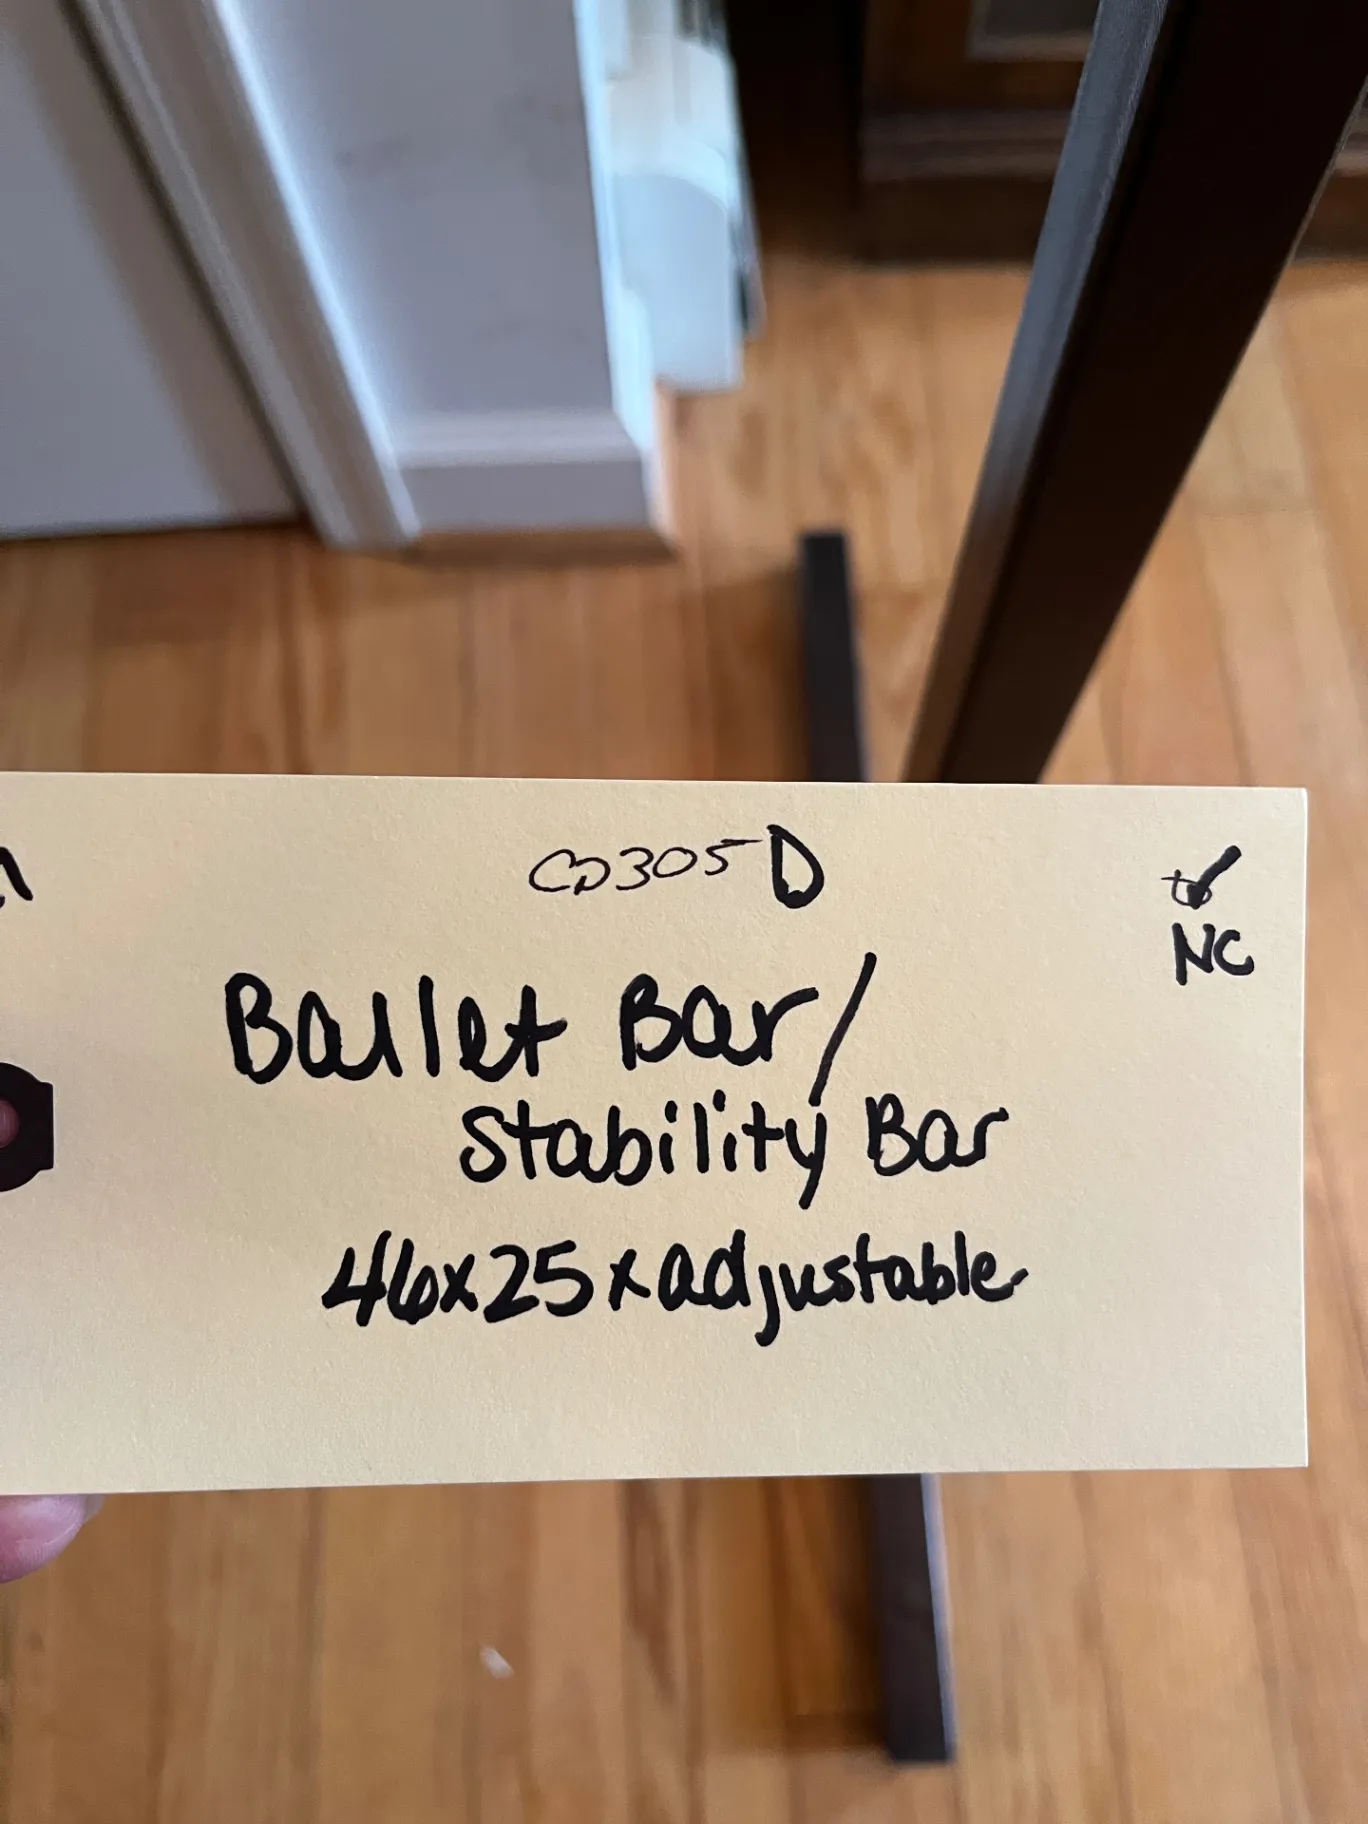 CD305D
NC
Ballet Bar/
Stability Bar
46x25xadjustable